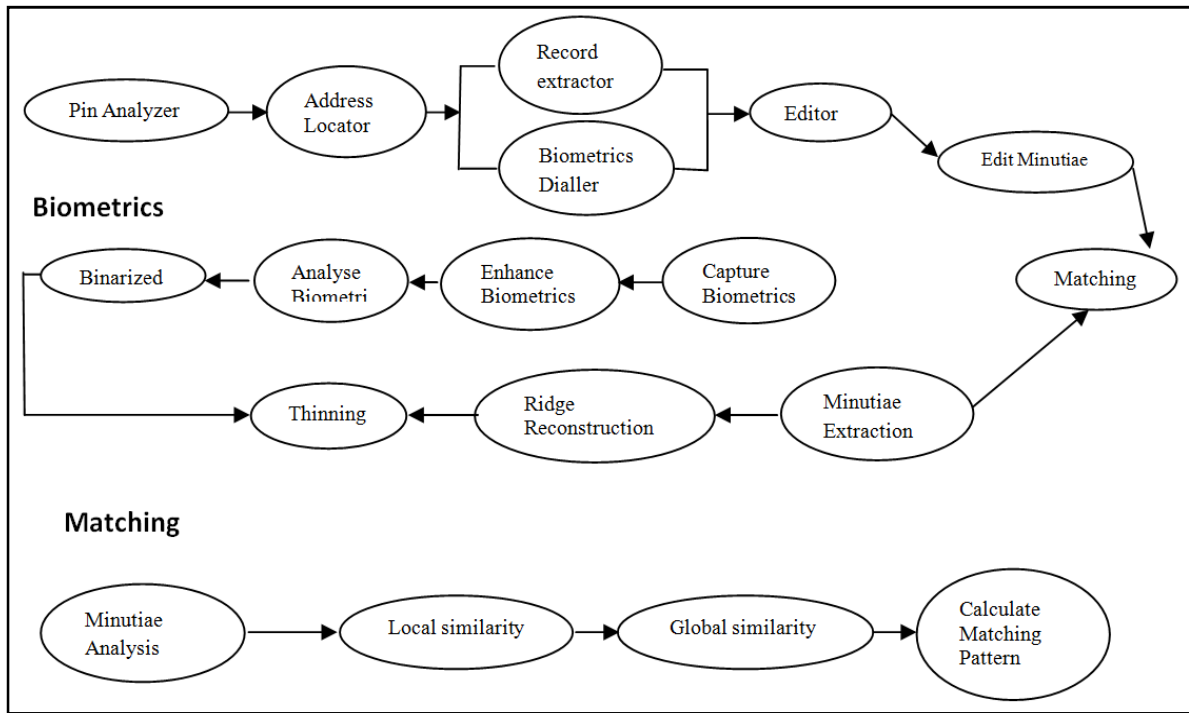 Pin Analyzer
Address
Locator
Record
extractor
Biometrics
Dialler
Editor
Edit Minutiae
Biometrics
Binarized
Analyse
Biometri
Enhance
Biometrics
Capture
Biometrics
Matching
Thinning
Ridge
Reconstruction
Minutiae
Extraction
Matching
Minutiae
Analysis
Local similarity
Global similarity
Calculate
Matching
Pattern